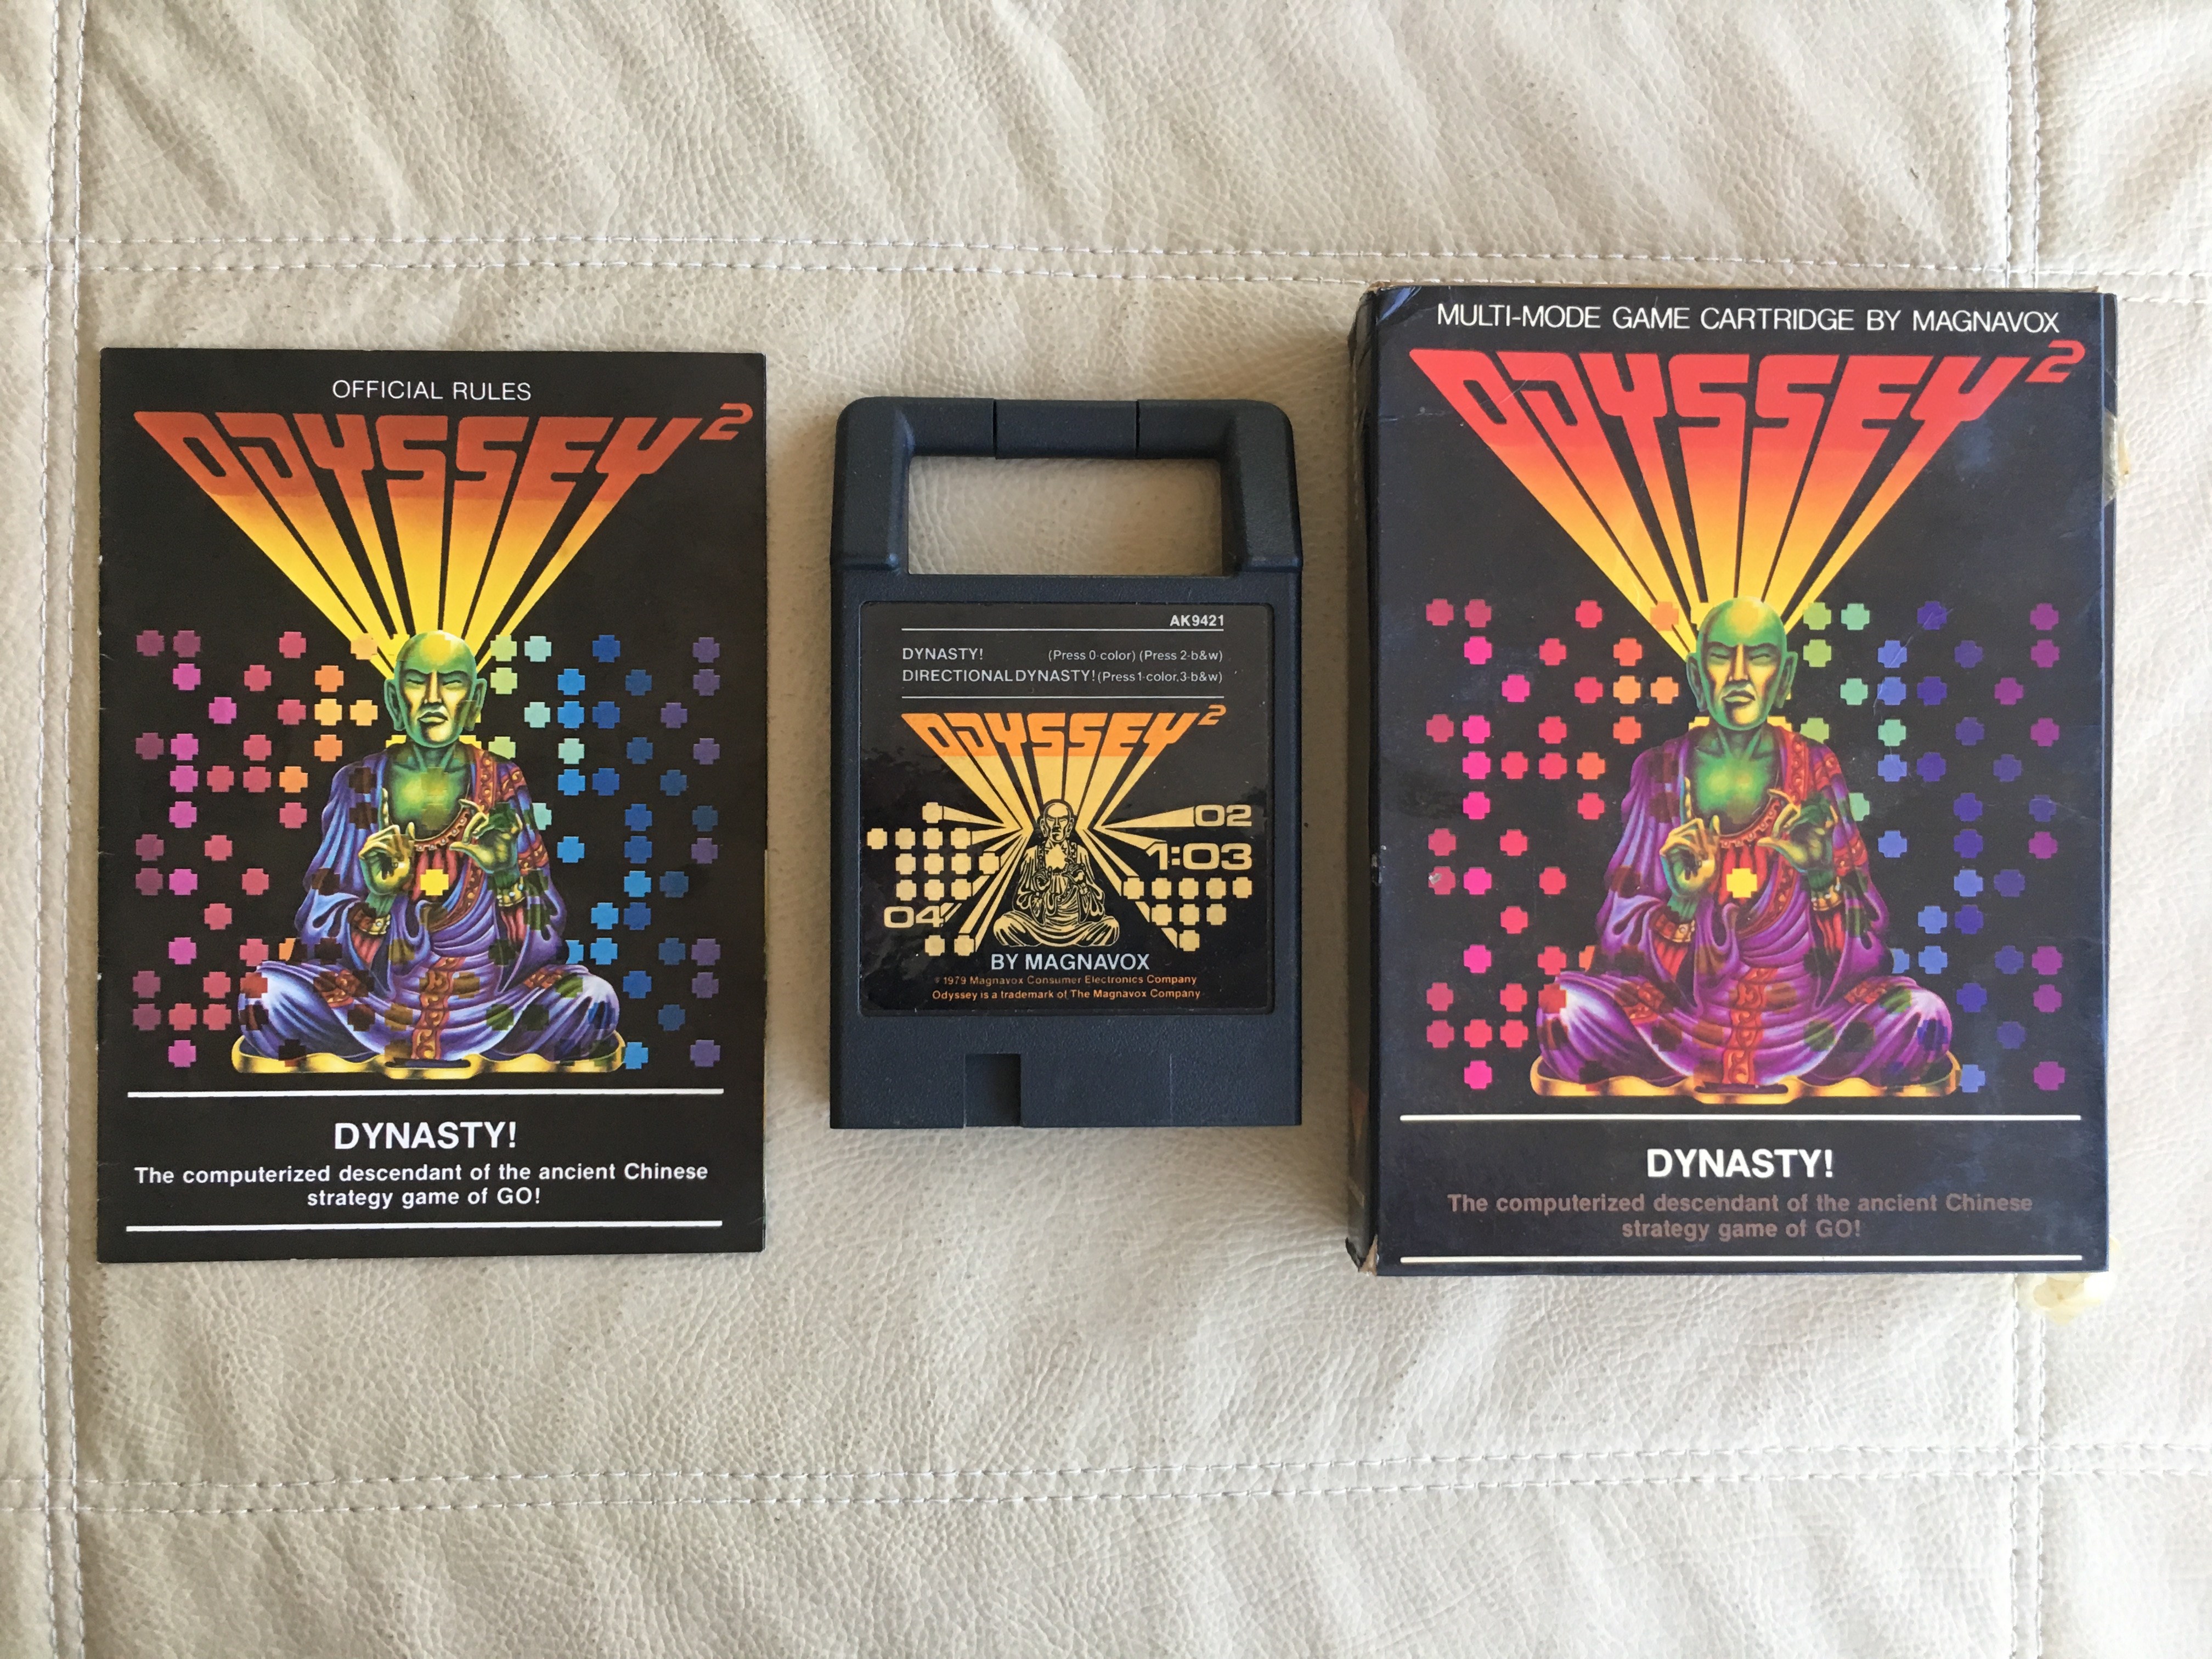 OFFICIAL RULES
ODYSSEY²
DYNASTY!
The computerized descendant of the ancient Chinese
strategy game of GO!
AK9421
DYNASTY! (Press 0-color) (Press 2-b&w)
DIRECTIONAL DYNASTY! (Press 1-color, 3-b&w)
ODYSSEY²
02
1:03
04
BY MAGNAVOX
© 1979 Magnavox Consumer Electronics Company
Odyssey is a trademark of The Magnavox Company
MULTI-MODE GAME CARTRIDGE BY MAGNAVOX
ODYSSEY²
DYNASTY!
The computerized descendant of the ancient Chinese
strategy game of GO!